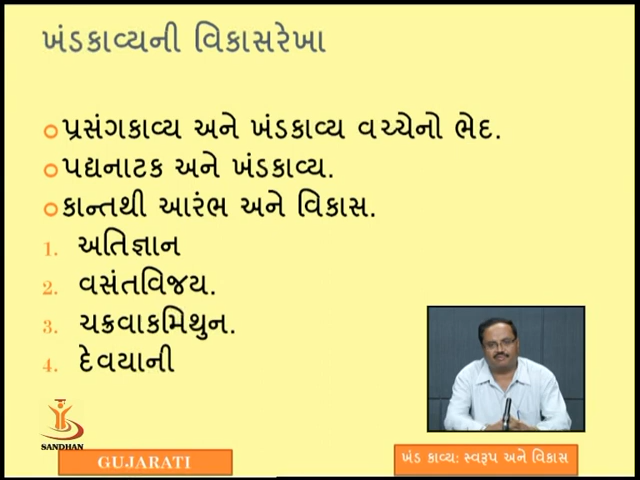 ખંડકાવ્યની વિકાસરેખા
પ્રસંગકાવ્ય અને ખંડકાવ્ય વચ્ચેનો ભેદ.
પદ્યનાટક અને ખંડકાવ્ય.
કાન્તથી આરંભ અને વિકાસ.
1. અતિજ્ઞાન
2. વસંતવિજય.
3. ચક્રવાકમિથુન.
4. દેવયાની
SANDHAN
GUJARATI
ખંડ કાવ્ય: સ્વરૂપ અને વિકાસ